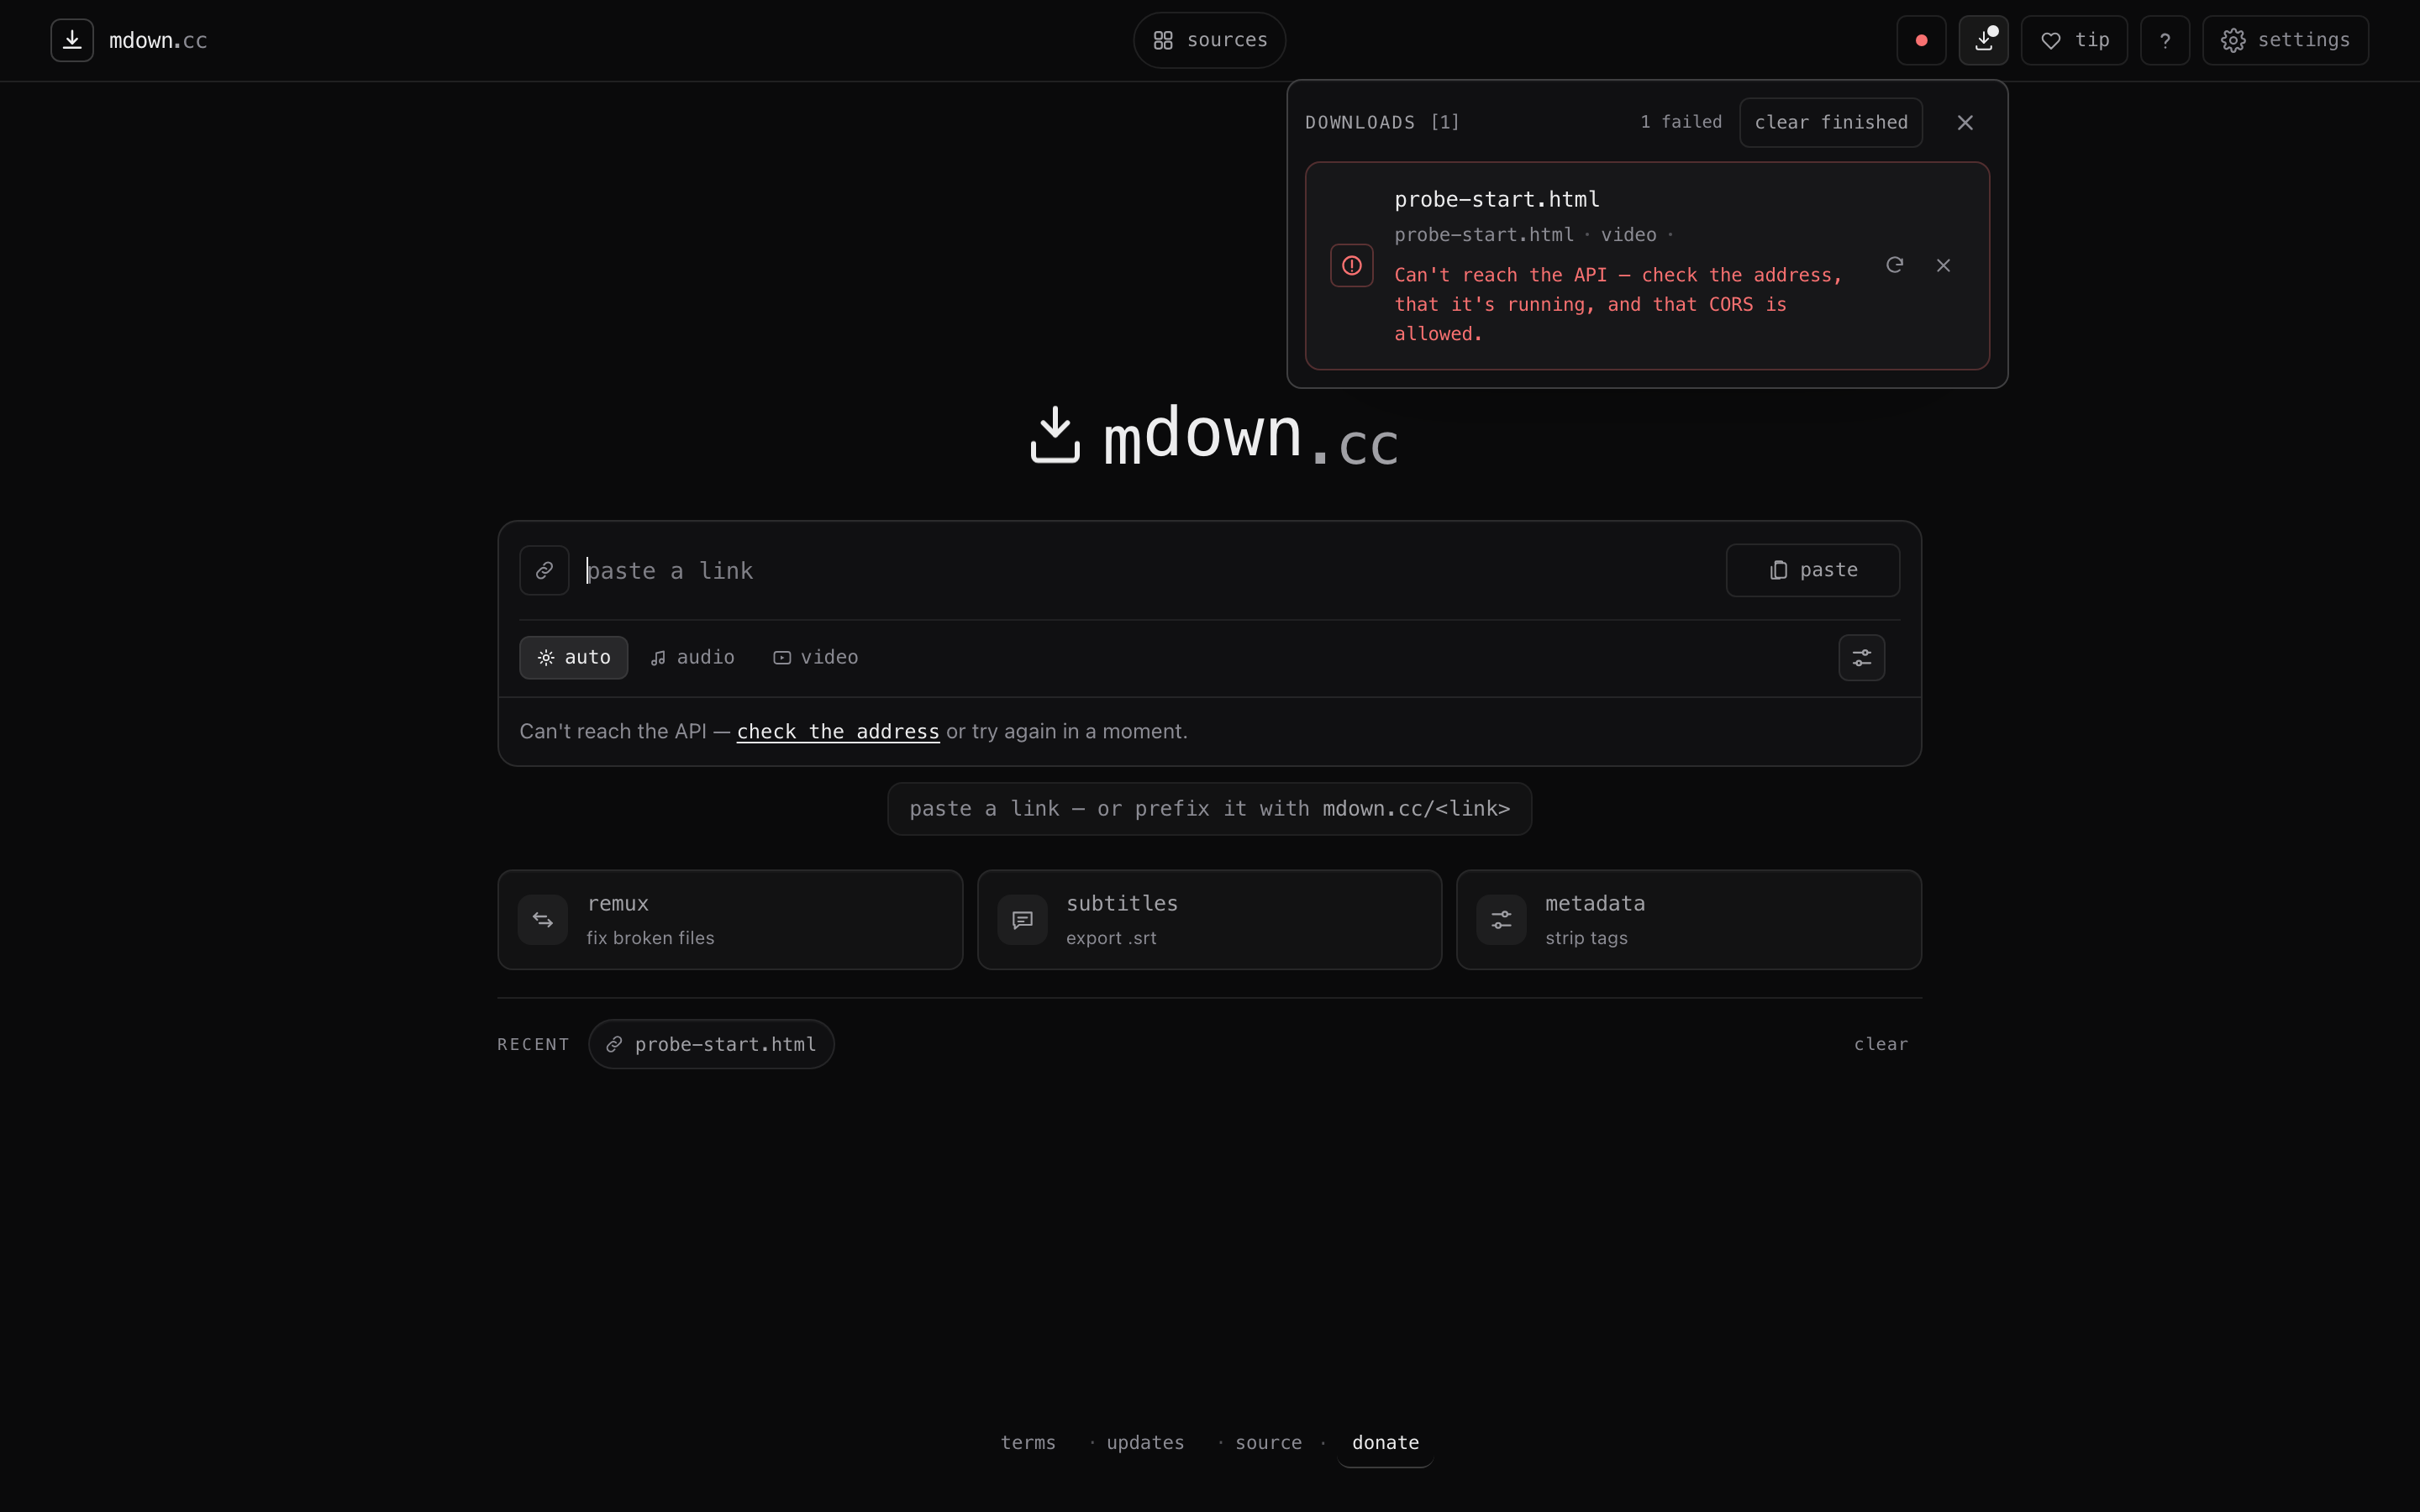 mdown.cc
sources
tip
?
settings
DOWNLOADS [1]
1 failed
clear finished
probe-start.html
probe-start.html · video ·
Can't reach the API — check the address,
that it's running, and that CORS is
allowed.
mdown.cc
paste a link
paste
auto
audio
video
Can't reach the API — check the address or try again in a moment.
paste a link — or prefix it with mdown.cc/<link>
remux
fix broken files
subtitles
export .srt
metadata
strip tags
RECENT
probe-start.html
clear
terms · updates · source · donate